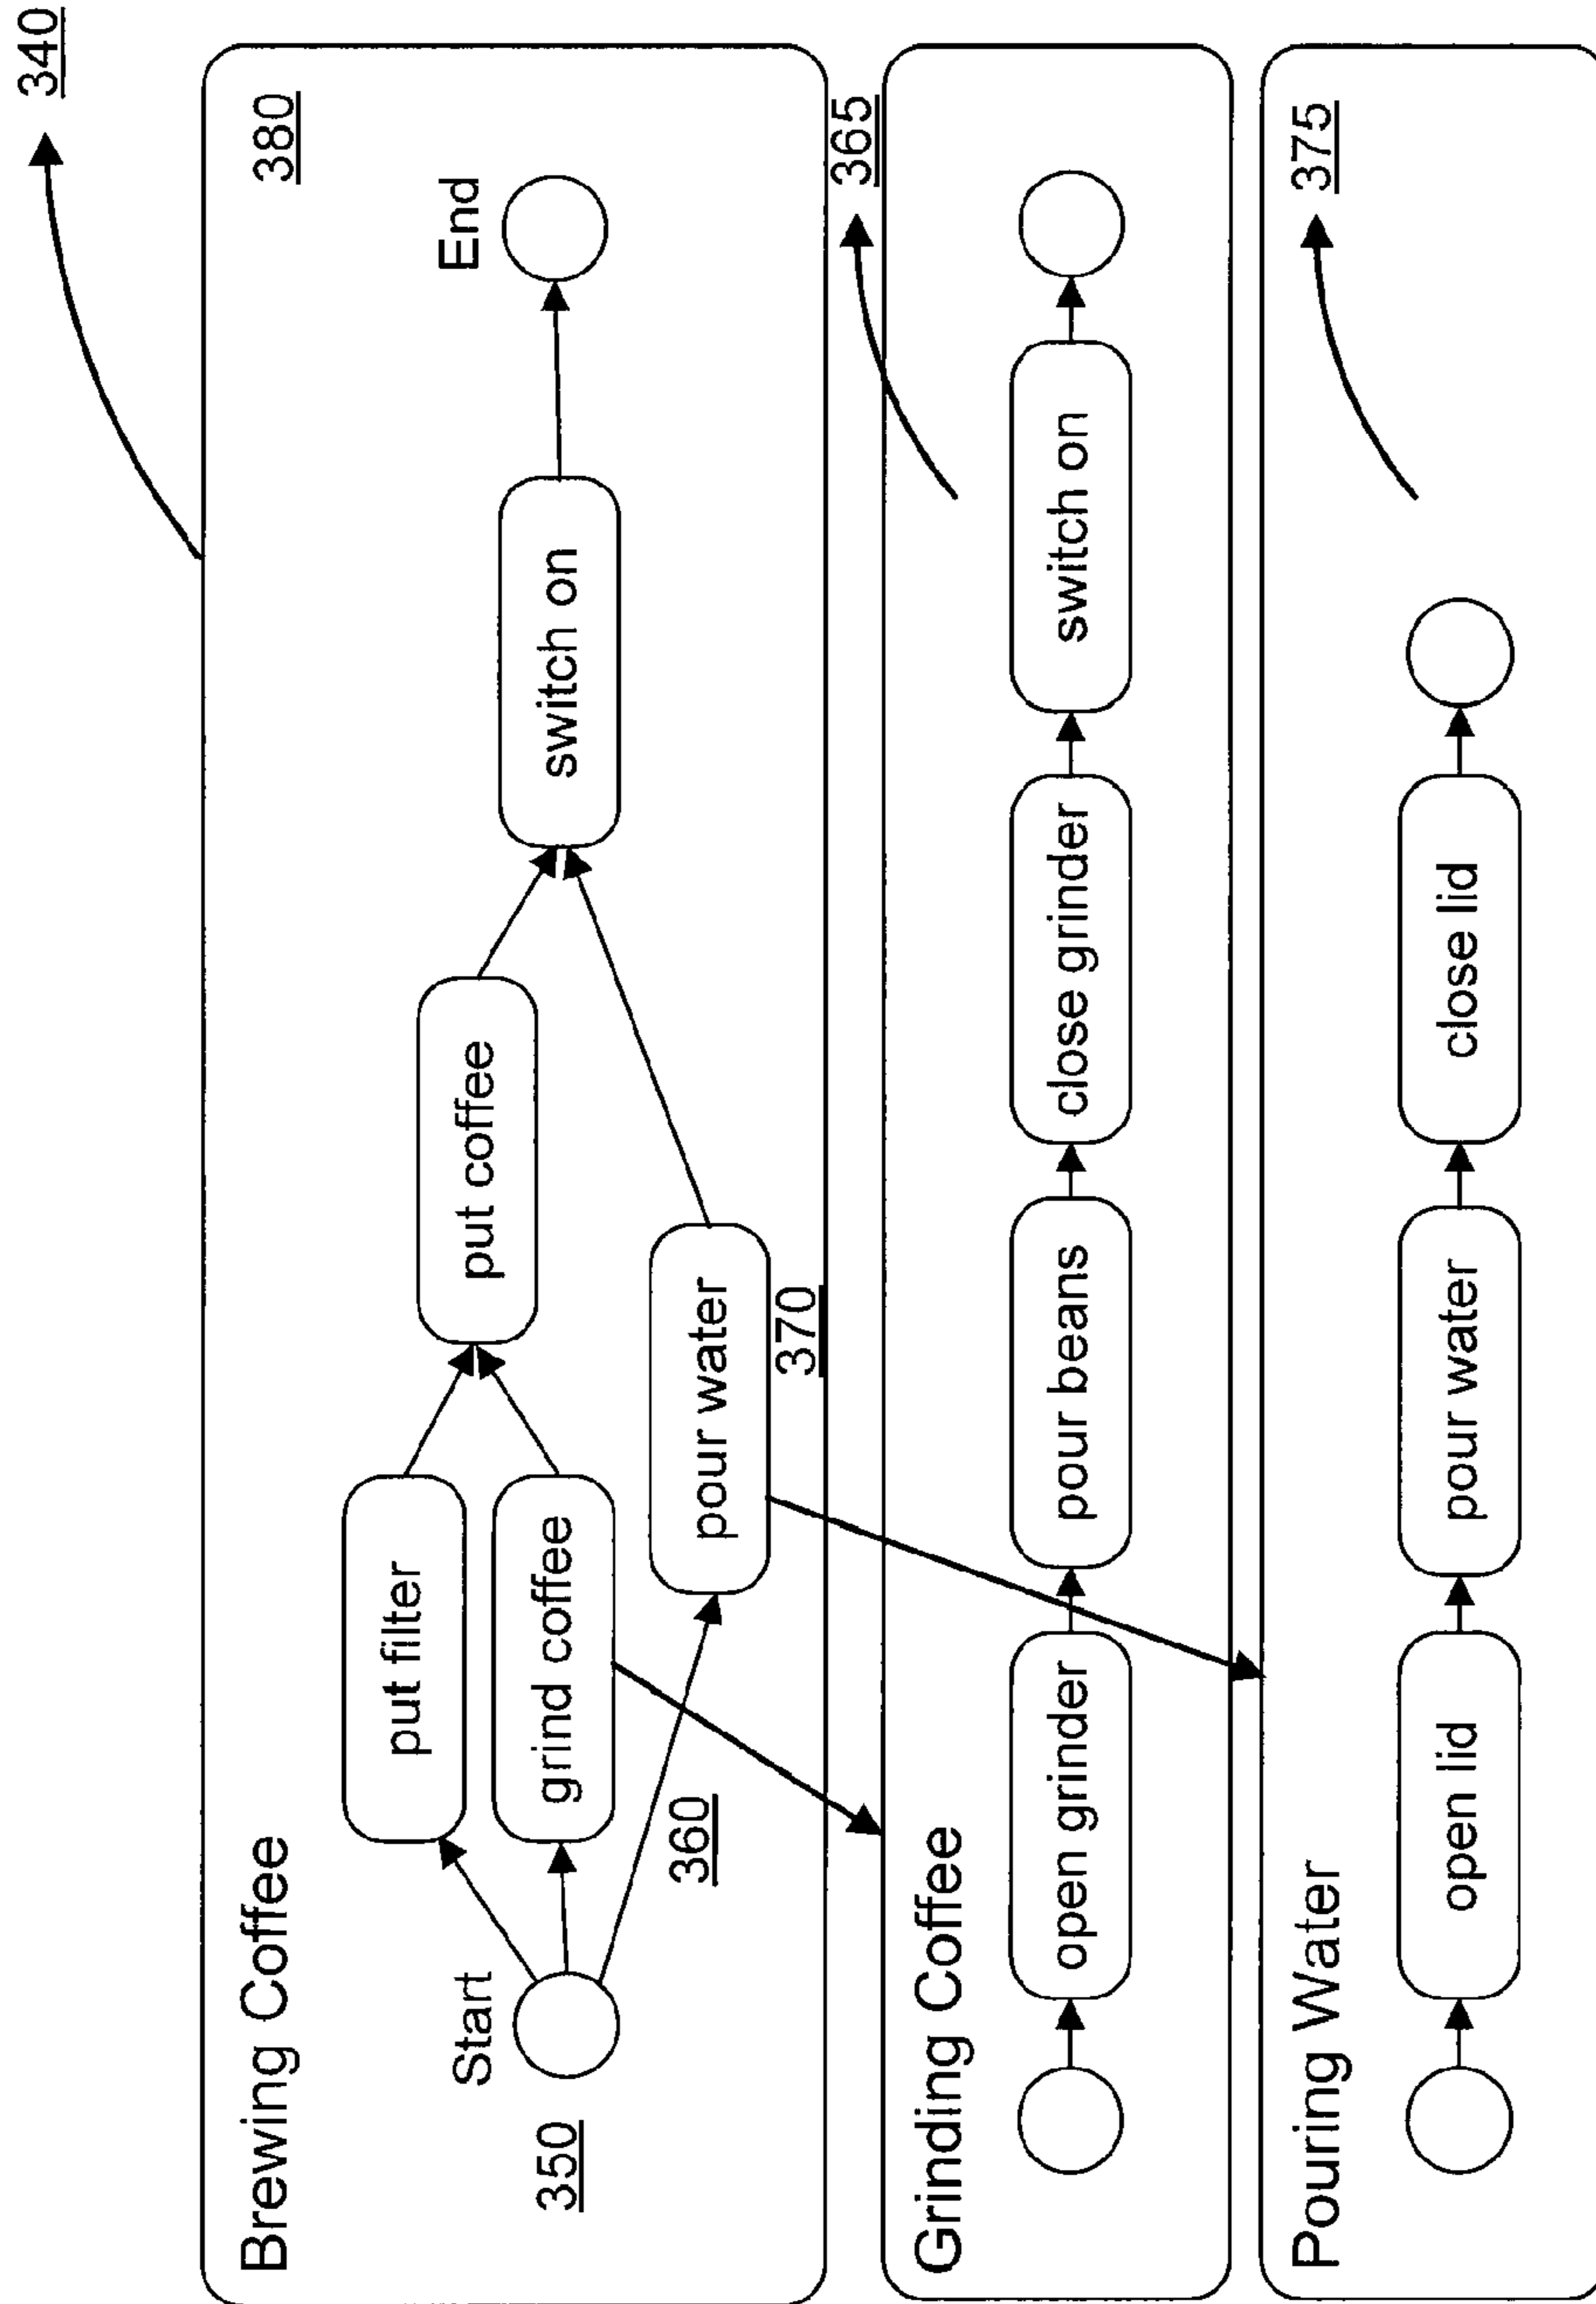 340
Brewing Coffee
380
Start
End
350
put filter
grind coffee
put coffee
switch on
360
pour water
370
Grinding Coffee
365
open grinder
pour beans
close grinder
switch on
Pouring Water
375
open lid
pour water
close lid